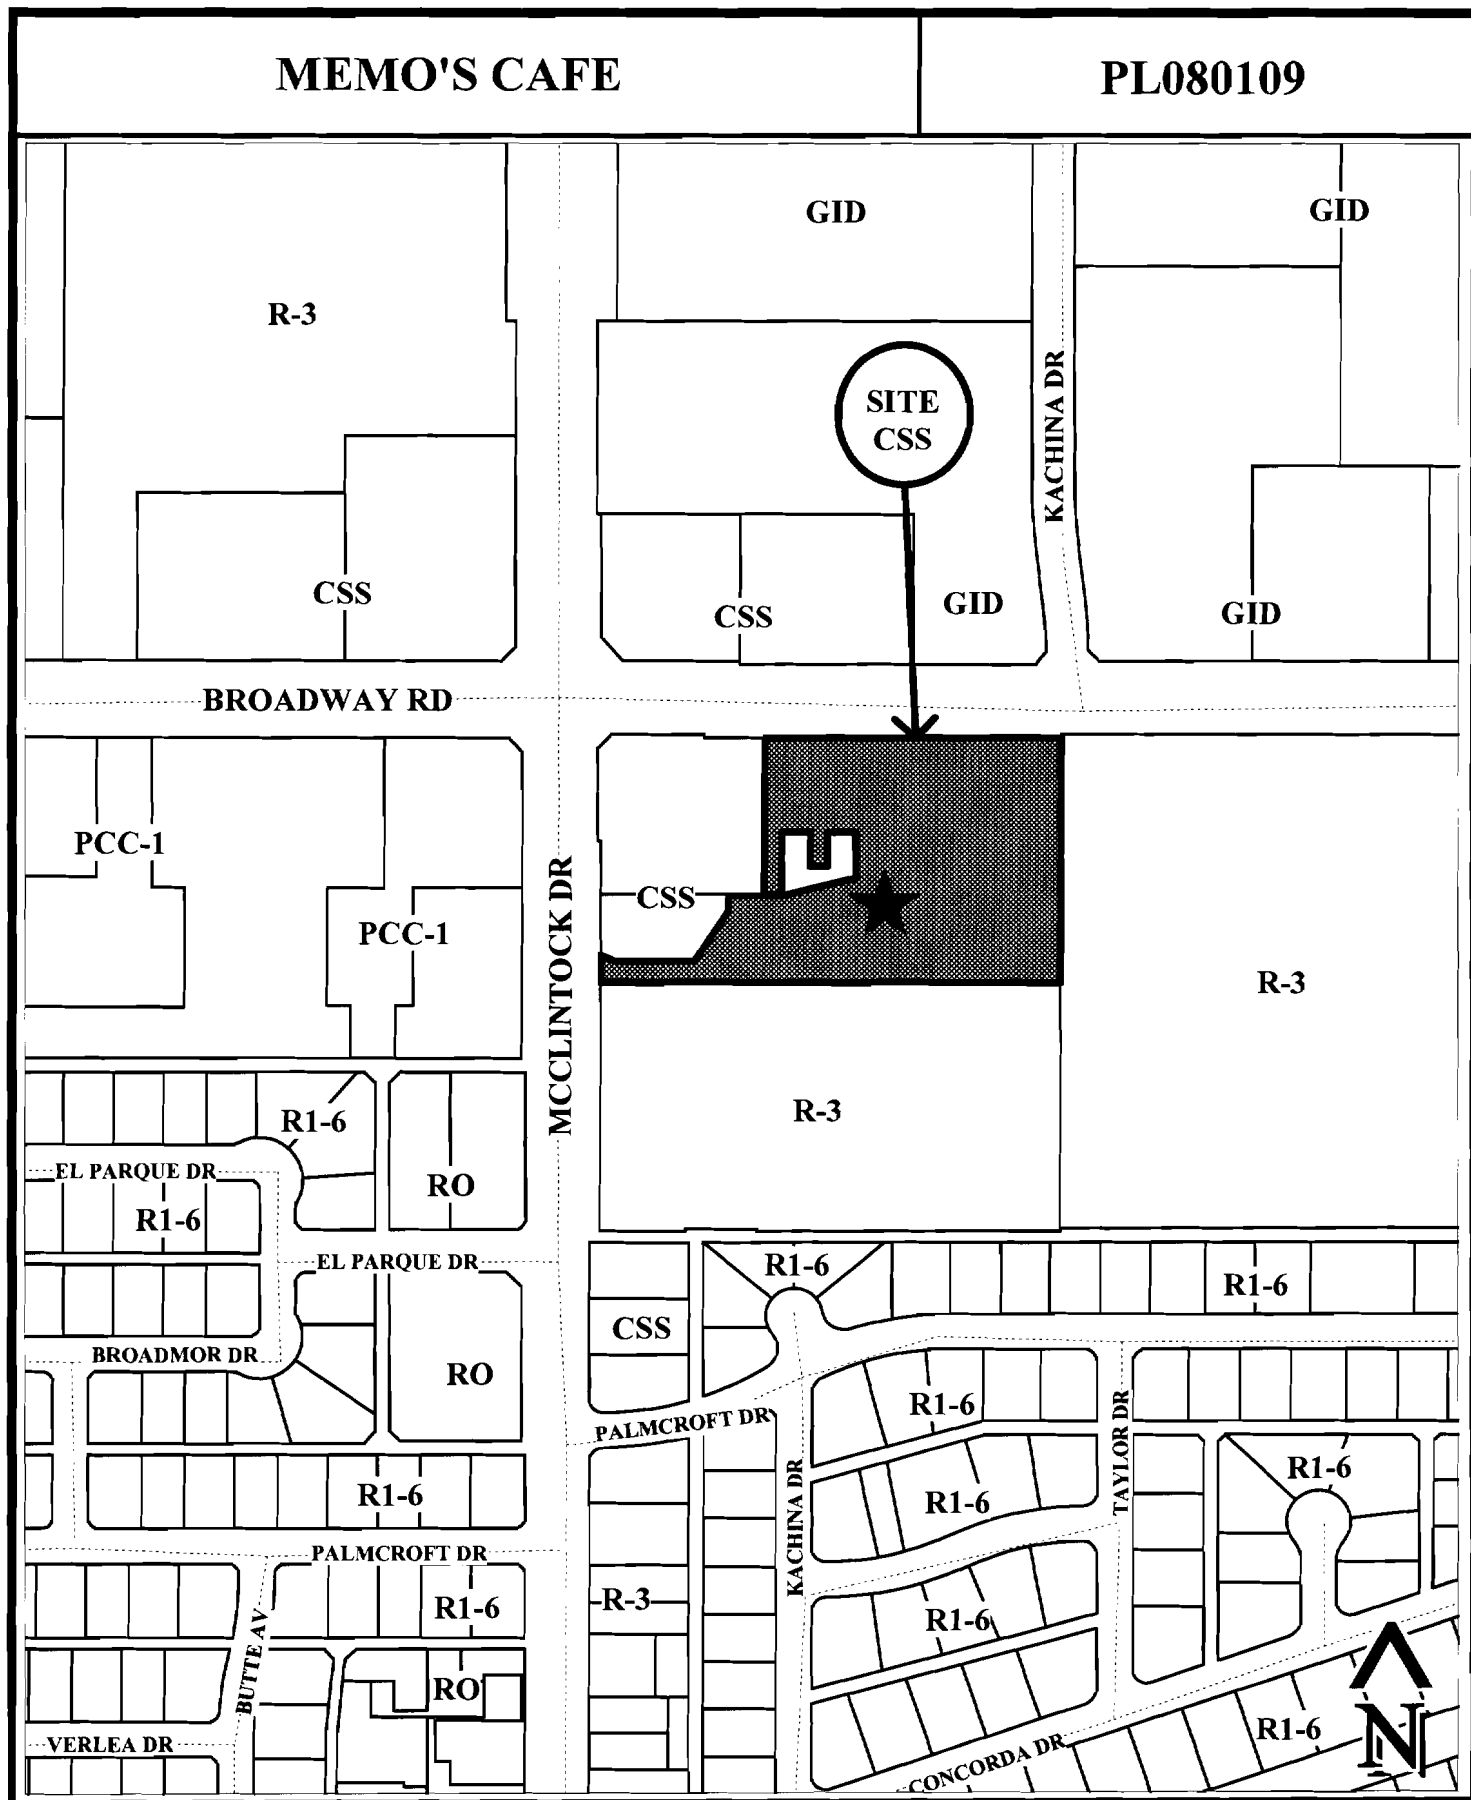 MEMO'S CAFE
PL080109
GID
GID
R-3
SITE
CSS
KACHINA DR
CSS
CSS
GID
GID
BROADWAY RD
PCC-1
CSS
PCC-1
MCCLINTOCK DR
R-3
R-3
R1-6
EL PARQUE DR
RO
R1-6
EL PARQUE DR
R1-6
R1-6
CSS
BROADMOR DR
RO
R1-6
PALMCROFT DR
TAYLOR DR
R1-6
R1-6
R1-6
KACHINA DR
PALMCROFT DR
R-3
R1-6
R1-6
BUTTE AV
RO
R1-6
N
VERLEA DR
CONCORDA DR